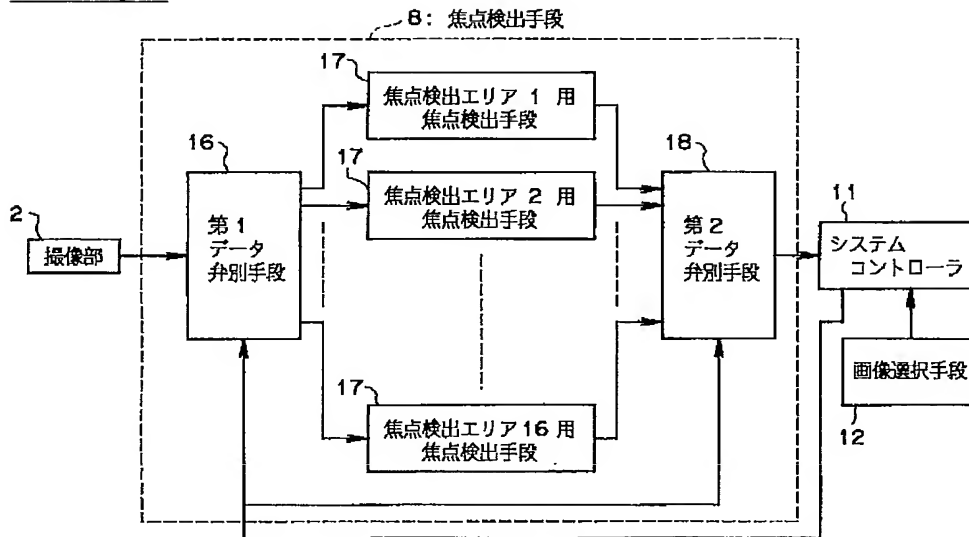 8: 焦点検出手段
17
焦点検出エリア 1 用
焦点検出手段
16
第1
データ
弁別手段
17
焦点検出エリア 2 用
焦点検出手段
18
第2
データ
弁別手段
2
撮像部
11
システム
コントローラ
画像選択手段
12
17
焦点検出エリア 16 用
焦点検出手段